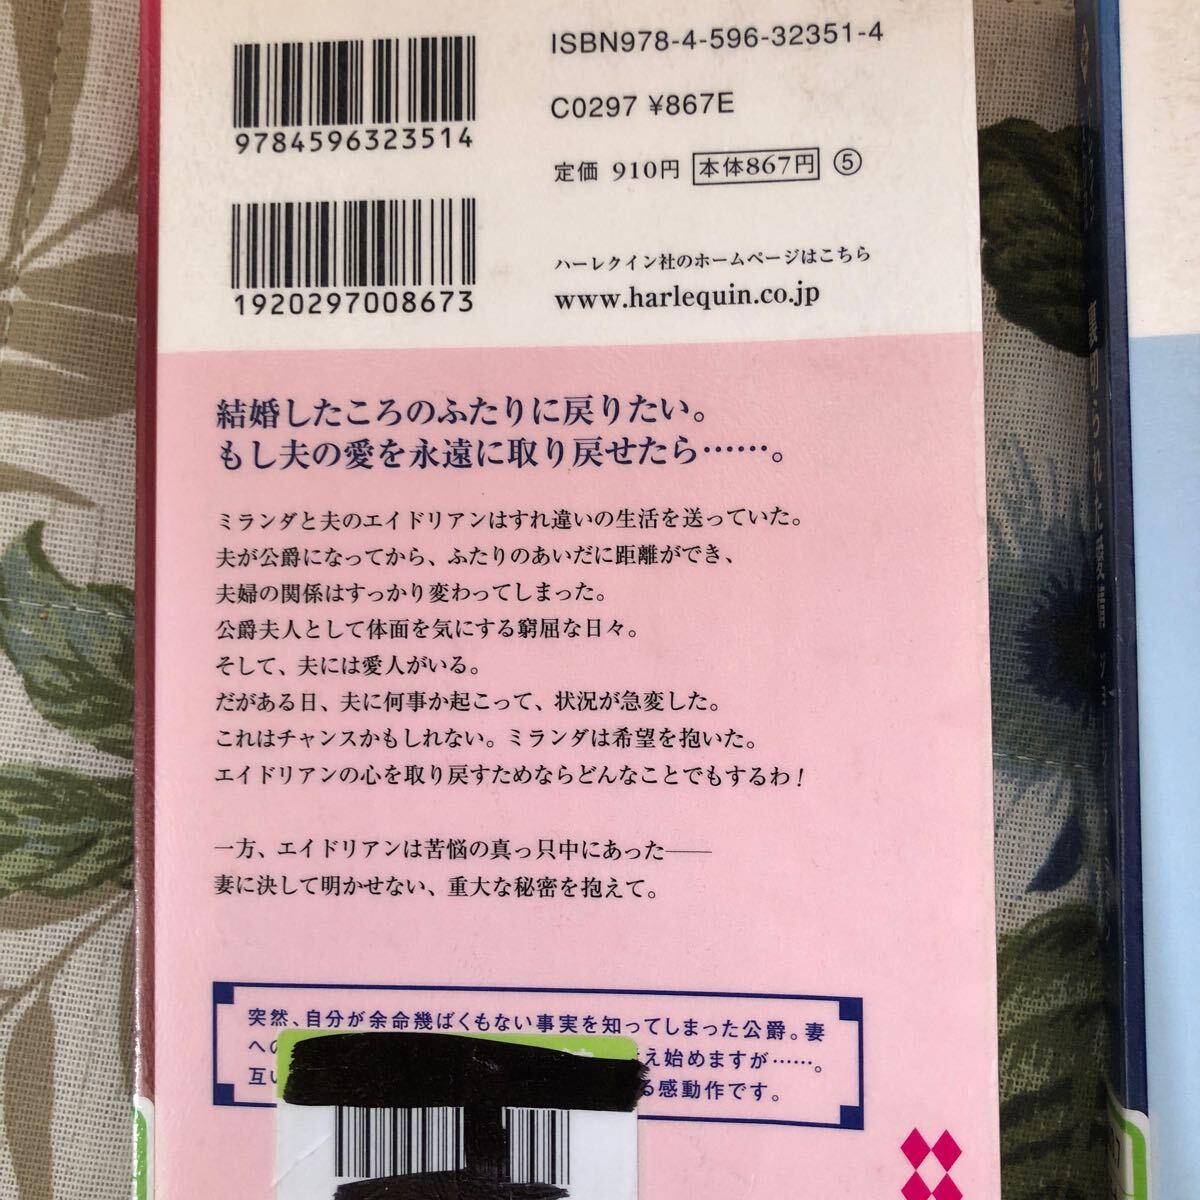 ISBN978-4-596-32351-4
9784596323514
C0297 ¥867E
定価 910円 本体867円 ⑤
1920297008673
ハーレクイン社のホームページはこちら
www.harlequin.co.jp
結婚したころのふたりに戻りたい。
もし夫の愛を永遠に取り戻せたら……。
ミランダと夫のエイドリアンはすれ違いの生活を送っていた。
夫が公爵になってから、ふたりのあいだに距離ができ、
夫婦の関係はすっかり変わってしまった。
公爵夫人として体面を気にする窮屈な日々。
そして、夫には愛人がいる。
だがある日、夫に何事か起こって、状況が急変した。
これはチャンスかもしれない。ミランダは希望を抱いた。
エイドリアンの心を取り戻すためならどんなことでもするわ!
一方、エイドリアンは苦悩の真っ只中にあった――
妻に決して明かせない、重大な秘密を抱えて。
突然、自分が余命幾ばくもない事実を知ってしまった公爵。妻
への え始めますが……。
互い る感動作です。
裏切られた